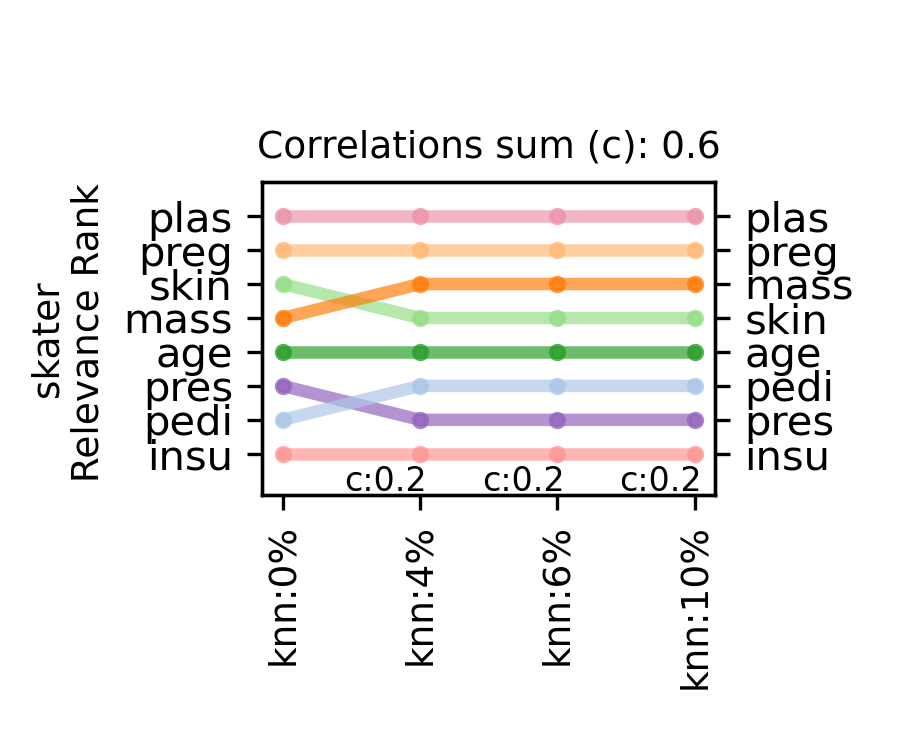 Correlations sum (c): 0.6
skater
Relevance Rank
plas
preg
skin
mass
age
pres
pedi
insu
plas
preg
mass
skin
age
pedi
pres
insu
c:0.2 c:0.2 c:0.2
knn:0%
knn:4%
knn:6%
knn:10%